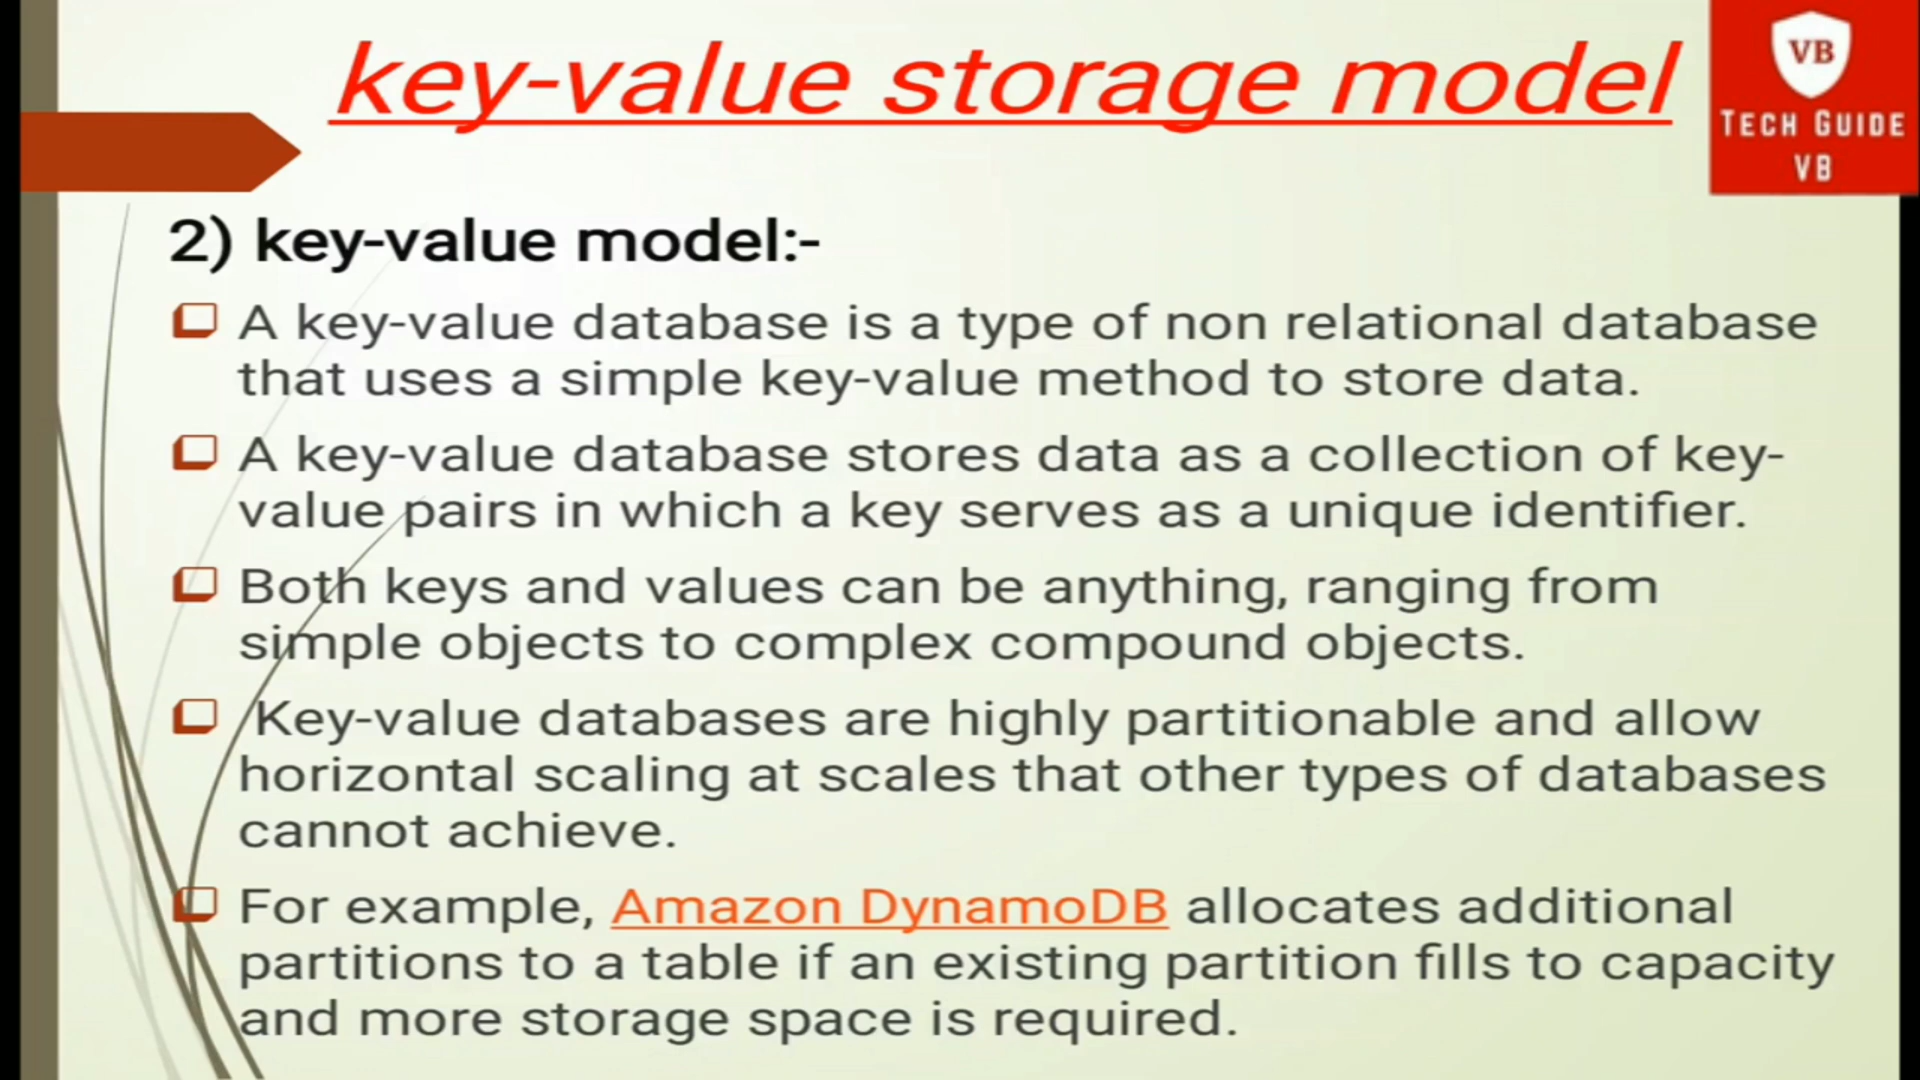 key-value storage model
VB
TECH GUIDE
VB
2) key-value model:-
A key-value database is a type of non relational database
that uses a simple key-value method to store data.
A key-value database stores data as a collection of key-
value pairs in which a key serves as a unique identifier.
Both keys and values can be anything, ranging from
simple objects to complex compound objects.
Key-value databases are highly partitionable and allow
horizontal scaling at scales that other types of databases
cannot achieve.
For example, Amazon DynamoDB allocates additional
partitions to a table if an existing partition fills to capacity
and more storage space is required.